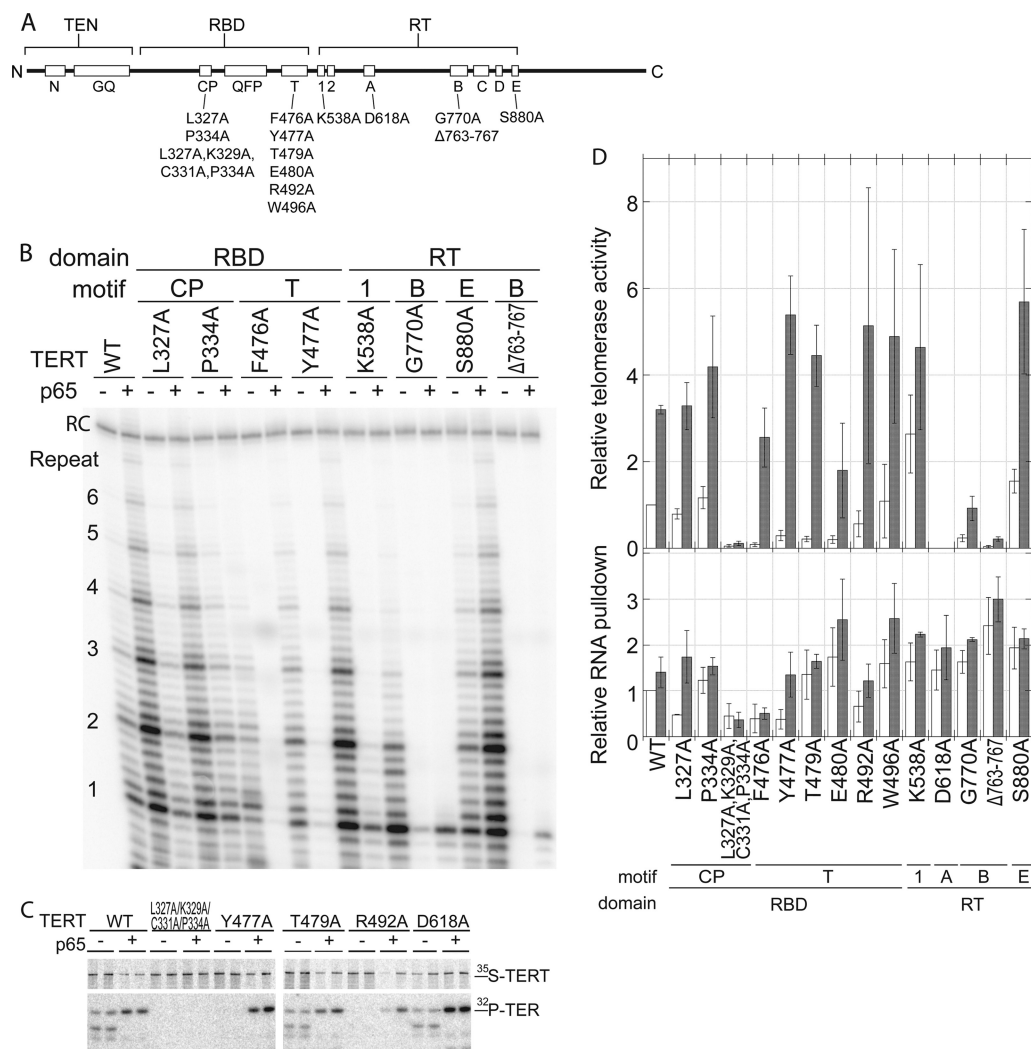 A
TEN RBD RT
N C
N GQ CP QFP T 1 2 A B C D E
L327A F476A K538A D618A G770A S880A
P334A Y477A Δ763-767
L327A,K329A, T479A
C331A,P334A E480A
R492A
W496A
B
domain RBD RT
motif CP T 1 B E B
TERT WT L327A P334A F476A Y477A K538A G770A S880A Δ763-767
p65 - + - + - + - + - + - + - + - + - +
RC
Repeat
6
5
4
3
2
1
C
TERT WT L327A/K329A/ C331A/P334A Y477A T479A R492A D618A
p65 - + - + - + - + - + - +
35S-TERT
32P-TER
D
Relative telomerase activity
8
6
4
2
0
Relative RNA pulldown
3
2
1
0
WT L327A P334A L327A,K329A, C331A,P334A F476A Y477A T479A E480A R492A W496A K538A D618A G770A Δ763-767 S880A
motif CP T 1 A B E
domain RBD RT